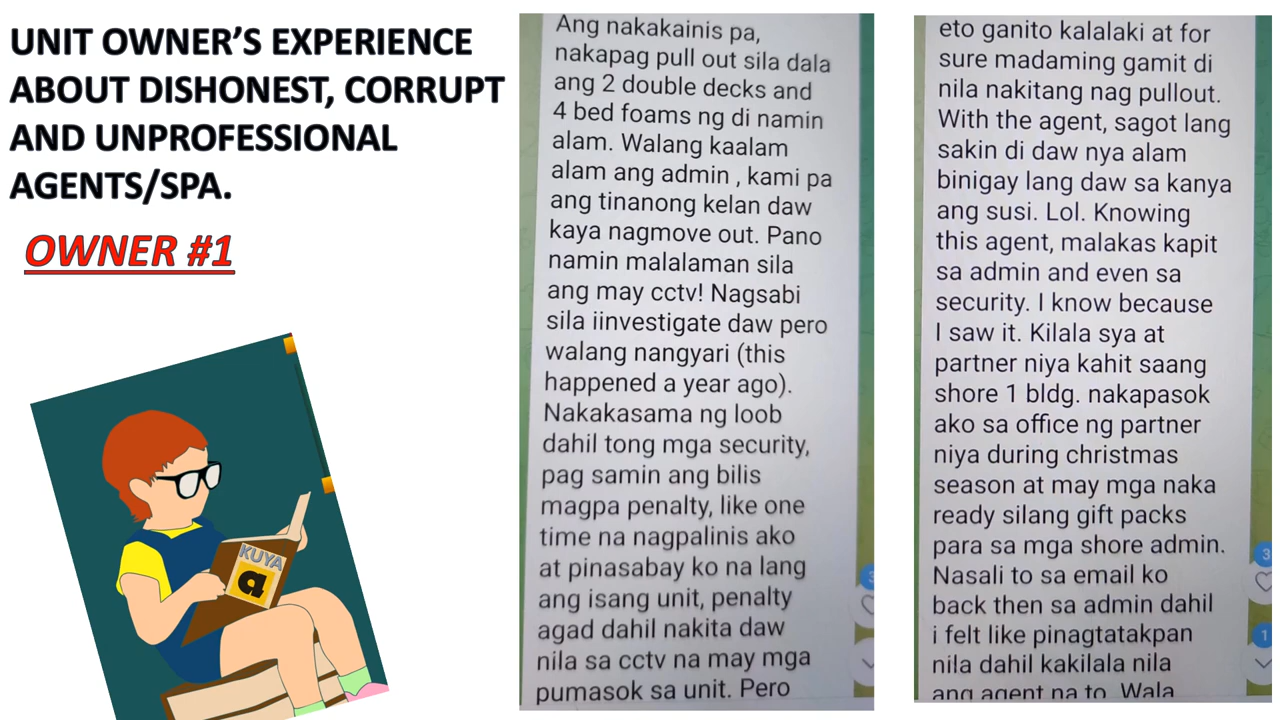 UNIT OWNER'S EXPERIENCE
ABOUT DISHONEST, CORRUPT
AND UNPROFESSIONAL
AGENTS/SPA.
OWNER #1
KUYA
a
Ang nakakainis pa,
nakapag pull out sila dala
ang 2 double decks and
4 bed foams ng di namin
alam. Walang kaalam
alam ang admin , kami pa
ang tinanong kelan daw
kaya nagmove out. Pano
namin malalaman sila
ang may cctv! Nagsabi
sila iinvestigate daw pero
walang nangyari (this
happened a year ago).
Nakakasama ng loob
dahil tong mga security,
pag samin ang bilis
magpa penalty, like one
time na nagpalinis ako
at pinasabay ko na lang
ang isang unit, penalty
agad dahil nakita daw
nila sa cctv na may mga
pumasok sa unit. Pero
eto ganito kalalaki at for
sure madaming gamit di
nila nakitang nag pullout.
With the agent, sagot lang
sakin di daw nya alam
binigay lang daw sa kanya
ang susi. Lol. Knowing
this agent, malakas kapit
sa admin and even sa
security. I know because
I saw it. Kilala sya at
partner niya kahit saang
shore 1 bldg. nakapasok
ako sa office ng partner
niya during christmas
season at may mga naka
ready silang gift packs
para sa mga shore admin.
Nasali to sa email ko
back then sa admin dahil
i felt like pinagtatakpan
nila dahil kakilala nila
ang agent na to. Wala
3
1